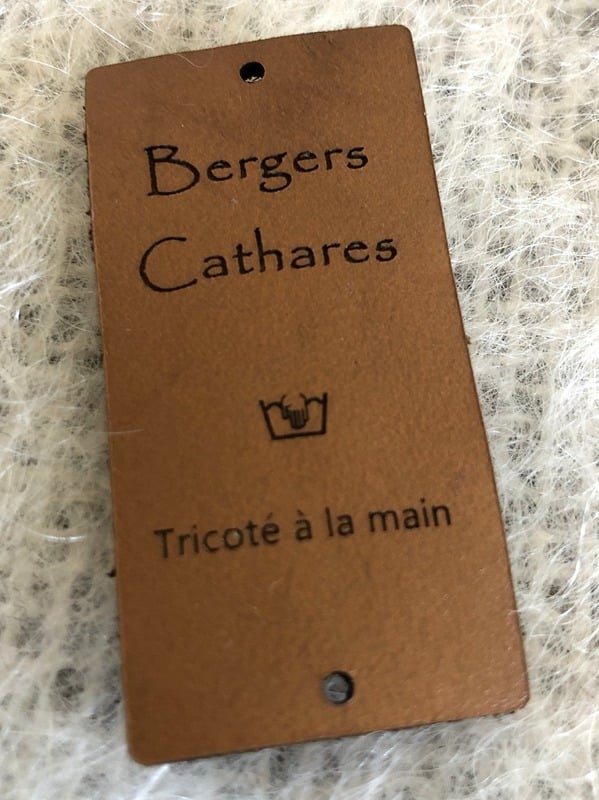 Bergers
Cathares
Tricoté à la main